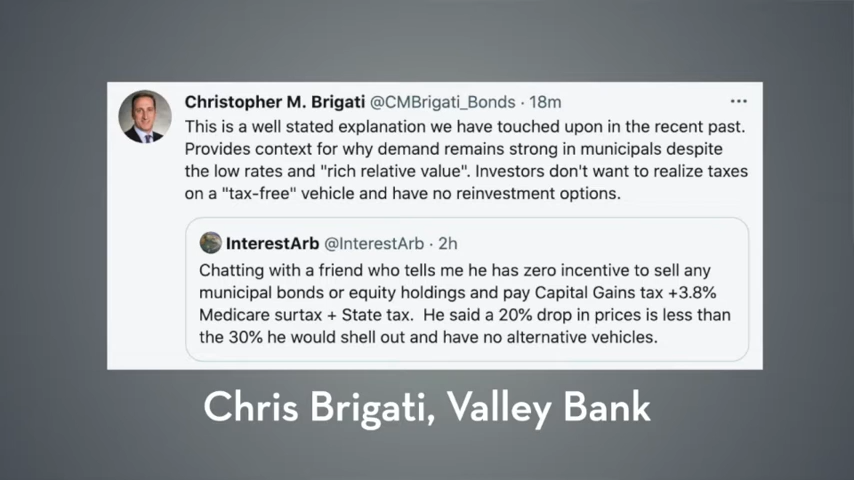 Christopher M. Brigati @CMBrigati_Bonds · 18m
This is a well stated explanation we have touched upon in the recent past.
Provides context for why demand remains strong in municipals despite
the low rates and "rich relative value". Investors don't want to realize taxes
on a "tax-free" vehicle and have no reinvestment options.
InterestArb @InterestArb · 2h
Chatting with a friend who tells me he has zero incentive to sell any
municipal bonds or equity holdings and pay Capital Gains tax +3.8%
Medicare surtax + State tax. He said a 20% drop in prices is less than
the 30% he would shell out and have no alternative vehicles.
Chris Brigati, Valley Bank